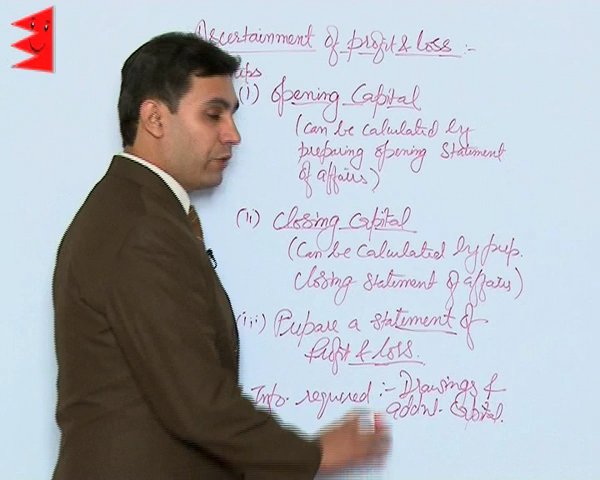 Ascertainment of profit & loss :-
(i) Opening Capital
(Can be calculated by
preparing opening statement
of affairs)
(ii) Closing Capital
(Can be calculated by prep.
closing statement of affairs)
(iii) Prepare a statement of
Profit & loss.
Info. required :- Drawings &
addnl. Capital.